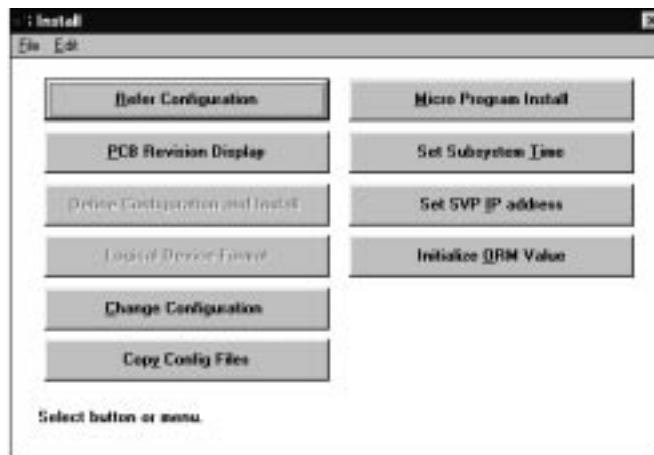 Install
File Edit
Refer Configuration
PCB Revision Display
Define Configuration and Install
Logical Device Format
Change Configuration
Copy Config Files
Micro Program Install
Set Subsystem Time
Set SVP IP address
Initialize ORM Value
Select button or menu.